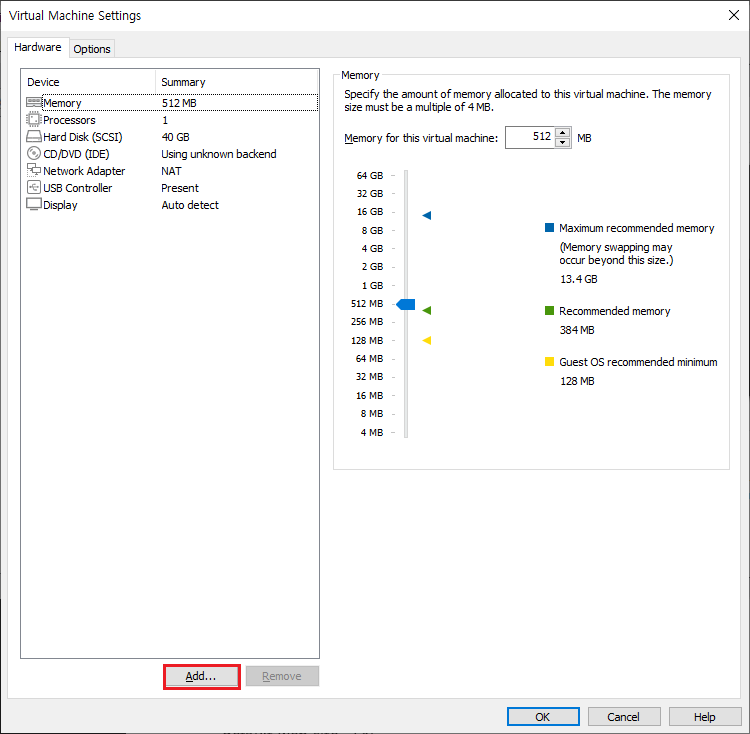 Virtual Machine Settings
Hardware
Options
Device Summary
Memory 512 MB
Processors 1
Hard Disk (SCSI) 40 GB
CD/DVD (IDE) Using unknown backend
Network Adapter NAT
USB Controller Present
Display Auto detect
Add...
Remove
Memory
Specify the amount of memory allocated to this virtual machine. The memory
size must be a multiple of 4 MB.
Memory for this virtual machine: 512 MB
64 GB
32 GB
16 GB
8 GB
4 GB
2 GB
1 GB
512 MB
256 MB
128 MB
64 MB
32 MB
16 MB
8 MB
4 MB
Maximum recommended memory
(Memory swapping may
occur beyond this size.)
13.4 GB
Recommended memory
384 MB
Guest OS recommended minimum
128 MB
OK
Cancel
Help